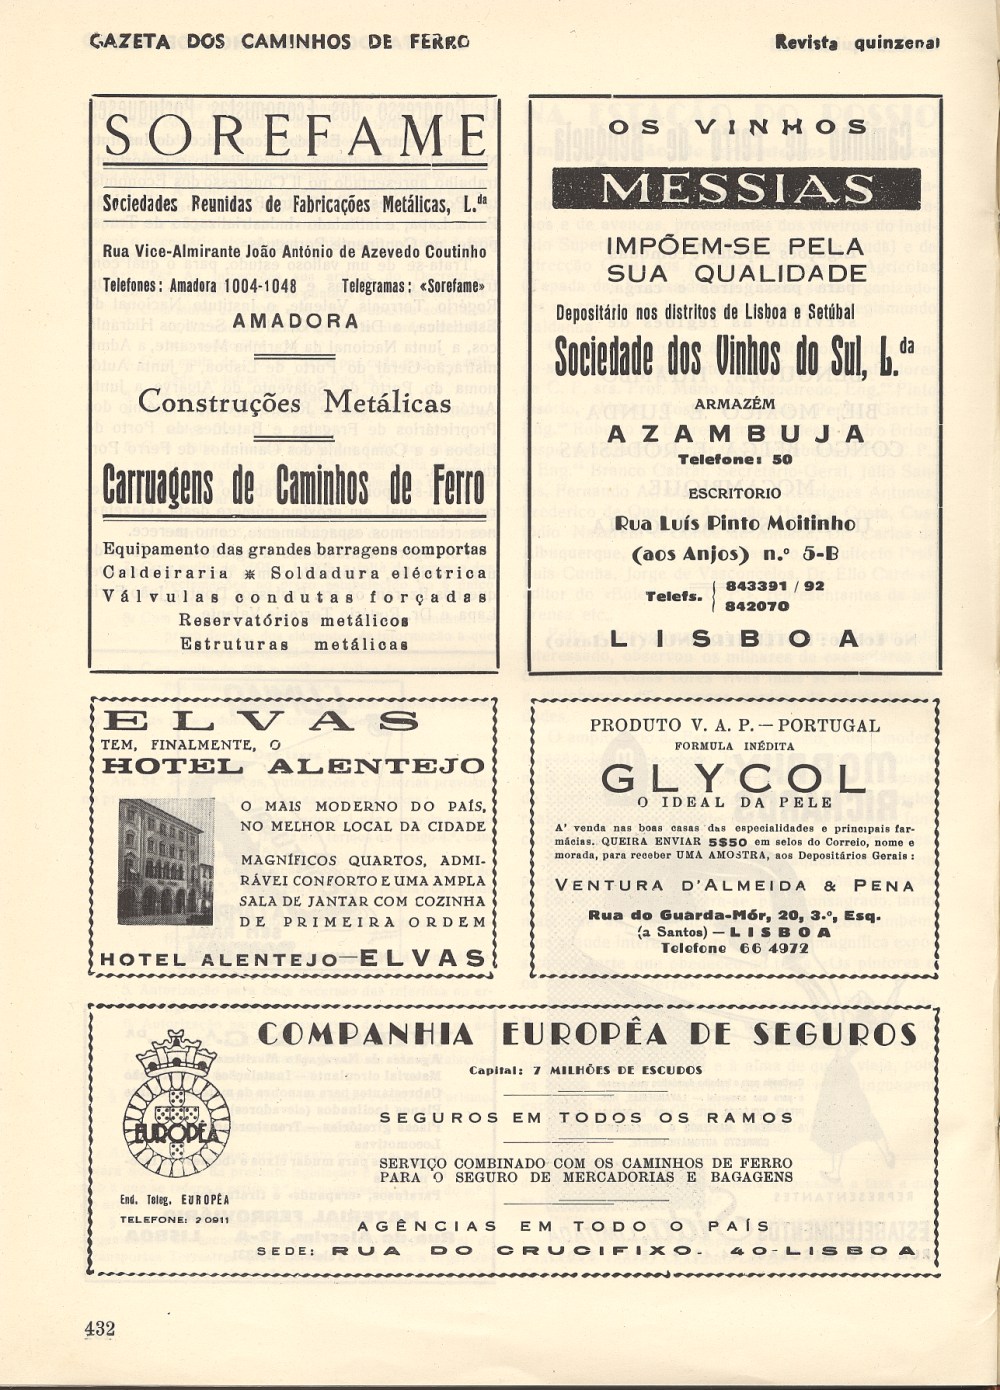 GAZETA DOS CAMINHOS DE FERRO
Revista quinzenal
SOREFAME
Sociedades Reunidas de Fabricações Metálicas, L.da
Rua Vice-Almirante João António de Azevedo Coutinho
Telefones: Amadora 1004-1048 Telegramas: «Sorefame»
AMADORA
Construções Metálicas
Carruagens de Caminhos de Ferro
Equipamento das grandes barragens comportas
Caldeiraria ⁕ Soldadura eléctrica
Válvulas condutas forçadas
Reservatórios metálicos
Estruturas metálicas
OS VINHOS
MESSIAS
IMPÕEM-SE PELA
SUA QUALIDADE
Depositário nos distritos de Lisboa e Setúbal
Sociedade dos Vinhos do Sul, L.da
ARMAZÉM
AZAMBUJA
Telefone: 50
ESCRITORIO
Rua Luís Pinto Moitinho
(aos Anjos) n.º 5-B
Telefs. { 843391 / 92
842070
LISBOA
ELVAS
TEM, FINALMENTE, O
HOTEL ALENTEJO
O MAIS MODERNO DO PAÍS,
NO MELHOR LOCAL DA CIDADE
MAGNÍFICOS QUARTOS, ADMI-
RÁVEL CONFORTO E UMA AMPLA
SALA DE JANTAR COM COZINHA
DE PRIMEIRA ORDEM
HOTEL ALENTEJO—ELVAS
PRODUTO V. A. P.—PORTUGAL
FORMULA INÉDITA
GLYCOL
O IDEAL DA PELE
A' venda nas boas casas das especialidades e principais far-
mácias. QUEIRA ENVIAR 5$50 em selos do Correio, nome e
morada, para receber UMA AMOSTRA, aos Depositários Gerais:
VENTURA D'ALMEIDA & PENA
Rua do Guarda-Mór, 20, 3.º, Esq.
(a Santos) — LISBOA
Telefone 66 4972
COMPANHIA EUROPÊA DE SEGUROS
Capital: 7 MILHÕES DE ESCUDOS
SEGUROS EM TODOS OS RAMOS
EUROPÊA
SERVIÇO COMBINADO COM OS CAMINHOS DE FERRO
PARA O SEGURO DE MERCADORIAS E BAGAGENS
End. Teleg. EUROPÊA
TELEFONE: 20911
AGÊNCIAS EM TODO O PAÍS
SEDE: RUA DO CRUCIFIXO. 40-LISBOA
432